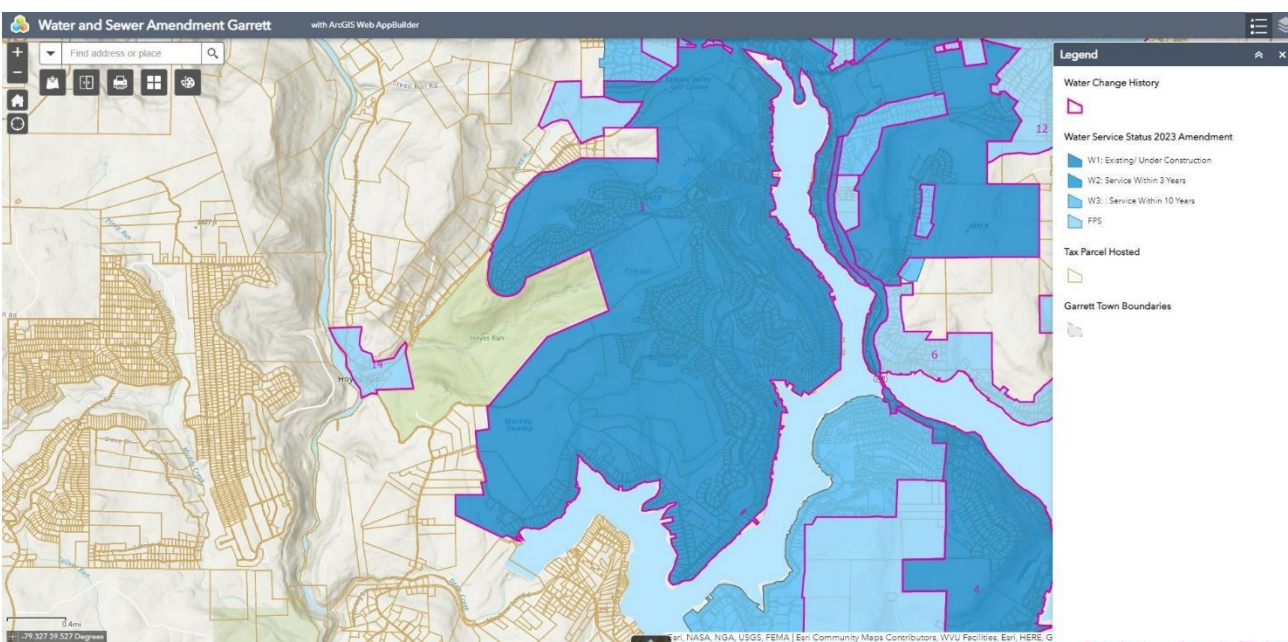 Water and Sewer Amendment Garrett
with ArcGIS Web AppBuilder
Find address or place
Legend
Water Change History
Water Service Status 2023 Amendment
W1: Existing/ Under Construction
W2: Service Within 3 Years
W3: : Service Within 10 Years
FPS
Tax Parcel Hosted
Garrett Town Boundaries
12
3
14
6
4
Hoyes Run
Murray
Swamp
0.4mi
-79.327 39.527 Degrees
Esri, NASA, NGA, USGS, FEMA | Esri Community Maps Contributors, WVU Facilities, Esri, HERE, G